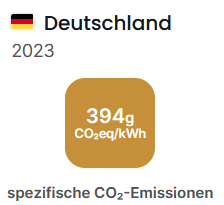 Deutschland
2023
394g
CO₂eq/kWh
spezifische CO₂-Emissionen